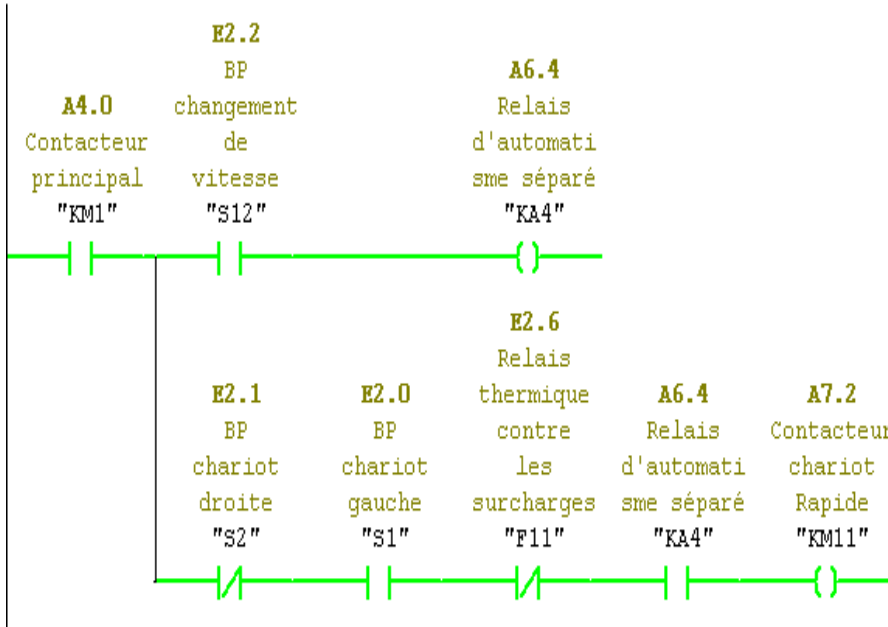 E2.2
BP
A6.4
A4.0
changement
Relais
Contacteur
de
d'automati
principal
vitesse
sme séparé
"KM1"
"S12"
"KA4"
E2.6
Relais
E2.1
E2.0
thermique
A6.4
A7.2
BP
BP
contre
Relais
Contacteur
chariot
chariot
les
d'automati
chariot
droite
gauche
surcharges
sme séparé
Rapide
"S2"
"S1"
"F11"
"KA4"
"KM11"